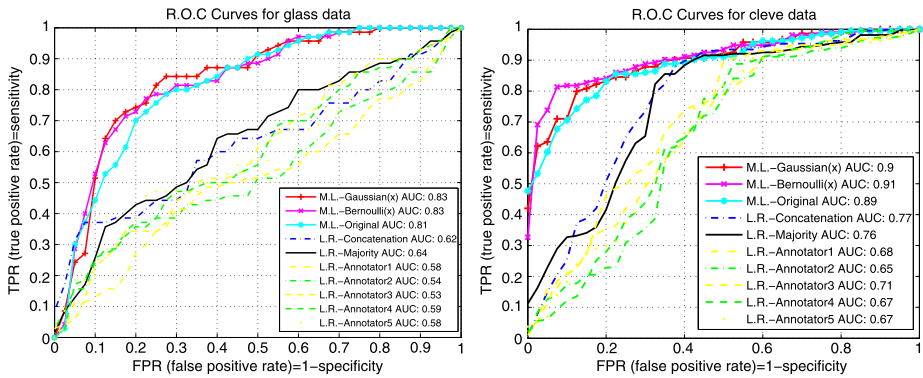 R.O.C Curves for glass data
1
0.9
0.8
0.7
0.6
0.5
0.4
0.3
0.2
0.1
0
TPR (true positive rate)=sensitivity
M.L.−Gaussian(x) AUC: 0.83
M.L.−Bernoulli(x) AUC: 0.83
M.L.−Original AUC: 0.81
L.R.−Concatenation AUC: 0.62
L.R.−Majority AUC: 0.64
L.R.−Annotator1 AUC: 0.58
L.R.−Annotator2 AUC: 0.54
L.R.−Annotator3 AUC: 0.53
L.R.−Annotator4 AUC: 0.59
L.R.−Annotator5 AUC: 0.58
0 0.1 0.2 0.3 0.4 0.5 0.6 0.7 0.8 0.9 1
FPR (false positive rate)=1−specificity
R.O.C Curves for cleve data
1
0.9
0.8
0.7
0.6
0.5
0.4
0.3
0.2
0.1
0
TPR (true positive rate)=sensitivity
M.L.−Gaussian(x) AUC: 0.9
M.L.−Bernoulli(x) AUC: 0.91
M.L.−Original AUC: 0.89
L.R.−Concatenation AUC: 0.77
L.R.−Majority AUC: 0.76
L.R.−Annotator1 AUC: 0.68
L.R.−Annotator2 AUC: 0.65
L.R.−Annotator3 AUC: 0.71
L.R.−Annotator4 AUC: 0.67
L.R.−Annotator5 AUC: 0.67
0 0.2 0.4 0.6 0.8 1
FPR (false positive rate)=1−specificity